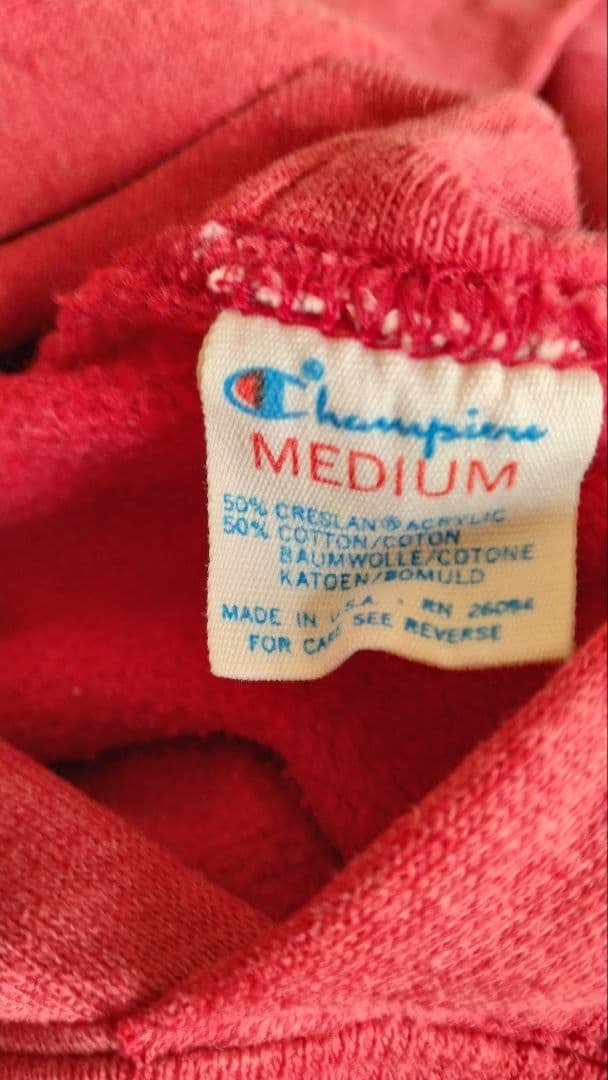 Champion®
MEDIUM
50% CRESLAN® ACRYLIC
50% COTTON/COTON
BAUMWOLLE/COTONE
KATOEN/BOMULD
MADE IN U.S.A. · RN 26094
FOR CARE SEE REVERSE